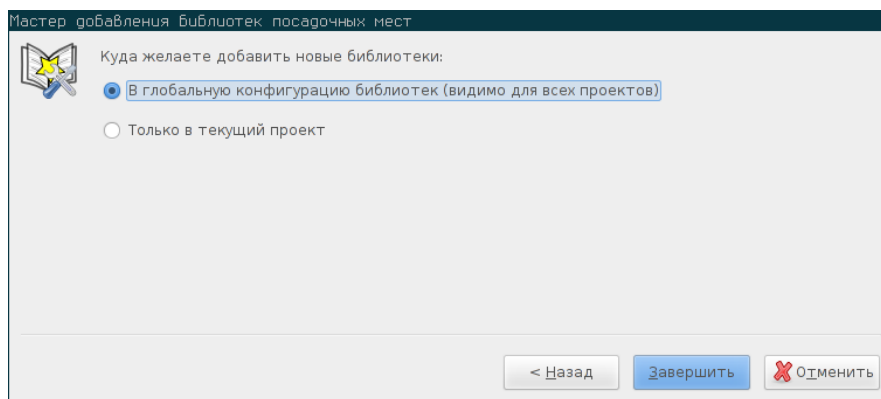 Мастер добавления библиотек посадочных мест
Куда желаете добавить новые библиотеки:
В глобальную конфигурацию библиотек (видимо для всех проектов)
Только в текущий проект
< Назад
Завершить
Отменить